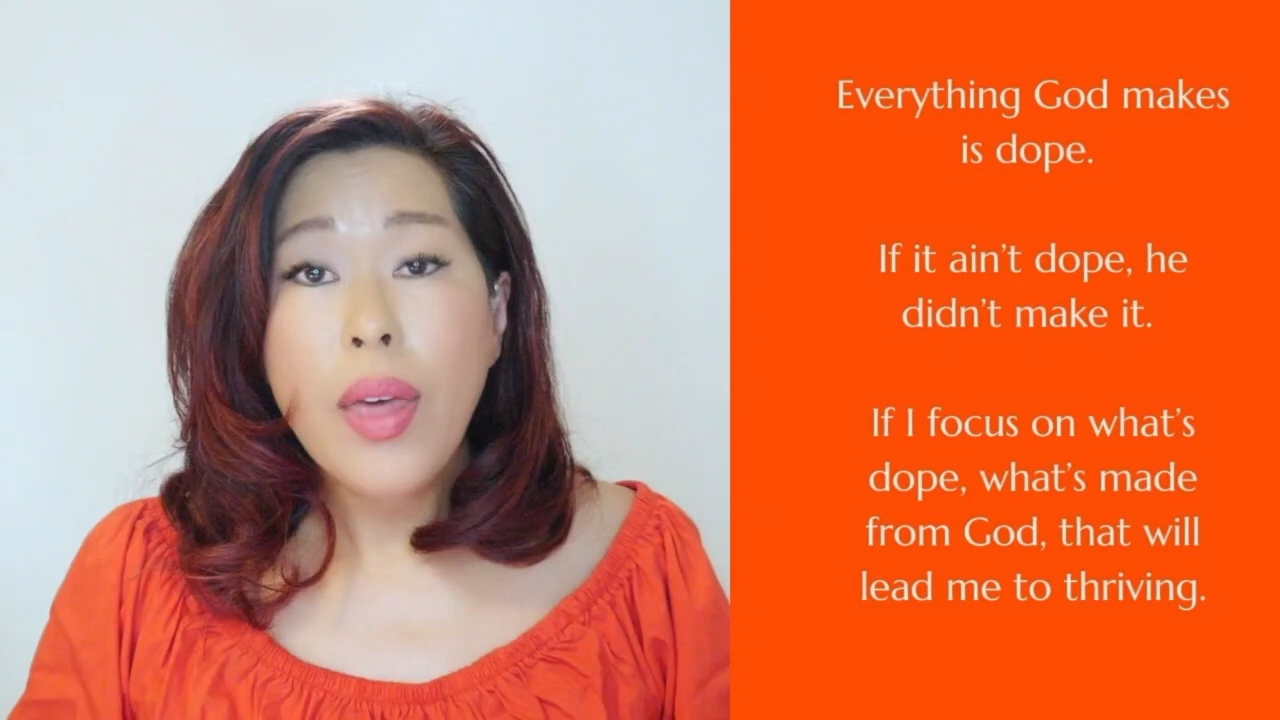 Everything God makes
is dope.
If it ain't dope, he
didn't make it.
If I focus on what's
dope, what's made
from God, that will
lead me to thriving.